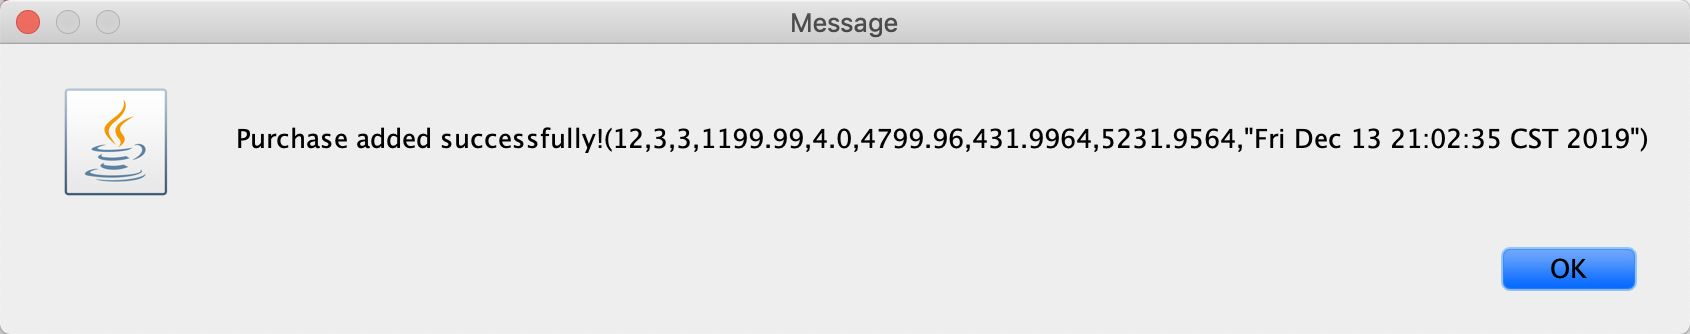 Message
Purchase added successfully!(12,3,3,1199.99,4.0,4799.96,431.9964,5231.9564,"Fri Dec 13 21:02:35 CST 2019")
OK